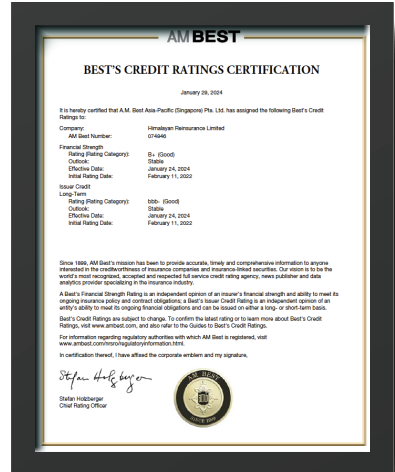 AM BEST
BEST'S CREDIT RATINGS CERTIFICATION
January 29, 2024
It is hereby certified that A.M. Best Asia-Pacific (Singapore) Pte. Ltd. has assigned the following Best's Credit
Ratings to:
Company: Himalayan Reinsurance Limited
AM Best Number: 074946
Financial Strength
Rating (Rating Category): B+ (Good)
Outlook: Stable
Effective Date: January 24, 2024
Initial Rating Date: February 11, 2022
Issuer Credit
Long-Term
Rating (Rating Category): bbb- (Good)
Outlook: Stable
Effective Date: January 24, 2024
Initial Rating Date: February 11, 2022
Since 1899, AM Best's mission has been to provide accurate, timely and comprehensive information to anyone
interested in the creditworthiness of insurance companies and insurance-linked securities. Our vision is to be the
world's most recognized, accepted and respected full service credit rating agency, news publisher and data
analytics provider specializing in the insurance industry.
A Best's Financial Strength Rating is an independent opinion of an insurer's financial strength and ability to meet its
ongoing insurance policy and contract obligations; a Best's Issuer Credit Rating is an independent opinion of an
entity's ability to meet its ongoing financial obligations and can be issued on either a long- or short-term basis.
Best's Credit Ratings are subject to change. To confirm the latest rating or to learn more about Best's Credit
Ratings, visit www.ambest.com, and also refer to the Guides to Best's Credit Ratings.
For information regarding regulatory authorities with which AM Best is registered, visit
www.ambest.com/nrsro/regulatoryinformation.html.
In certification thereof, I have affixed the corporate emblem and my signature,
Stefan Holzberger
Stefan Holzberger
Chief Rating Officer
AM BEST
SINCE 1899